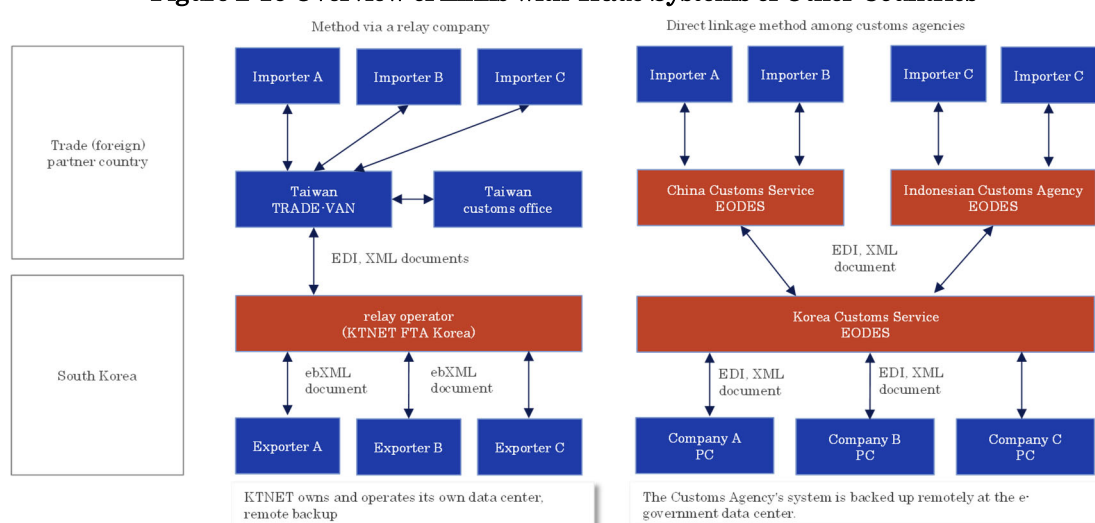 Method via a relay company
Direct linkage method among customs agencies
Importer A
Importer B
Importer C
Importer A
Importer B
Importer C
Importer C
Trade (foreign)
partner country
Taiwan
TRADE-VAN
Taiwan
customs office
China Customs Service
EODES
Indonesian Customs Agency
EODES
EDI, XML documents
EDI, XML
document
South Korea
relay operator
(KTNET FTA Korea)
Korea Customs Service
EODES
ebXML
document
ebXML
document
EDI, XML
document
EDI, XML
document
Exporter A
Exporter B
Exporter C
Company A
PC
Company B
PC
Company C
PC
KTNET owns and operates its own data center,
remote backup
The Customs Agency's system is backed up remotely at the e-
government data center.